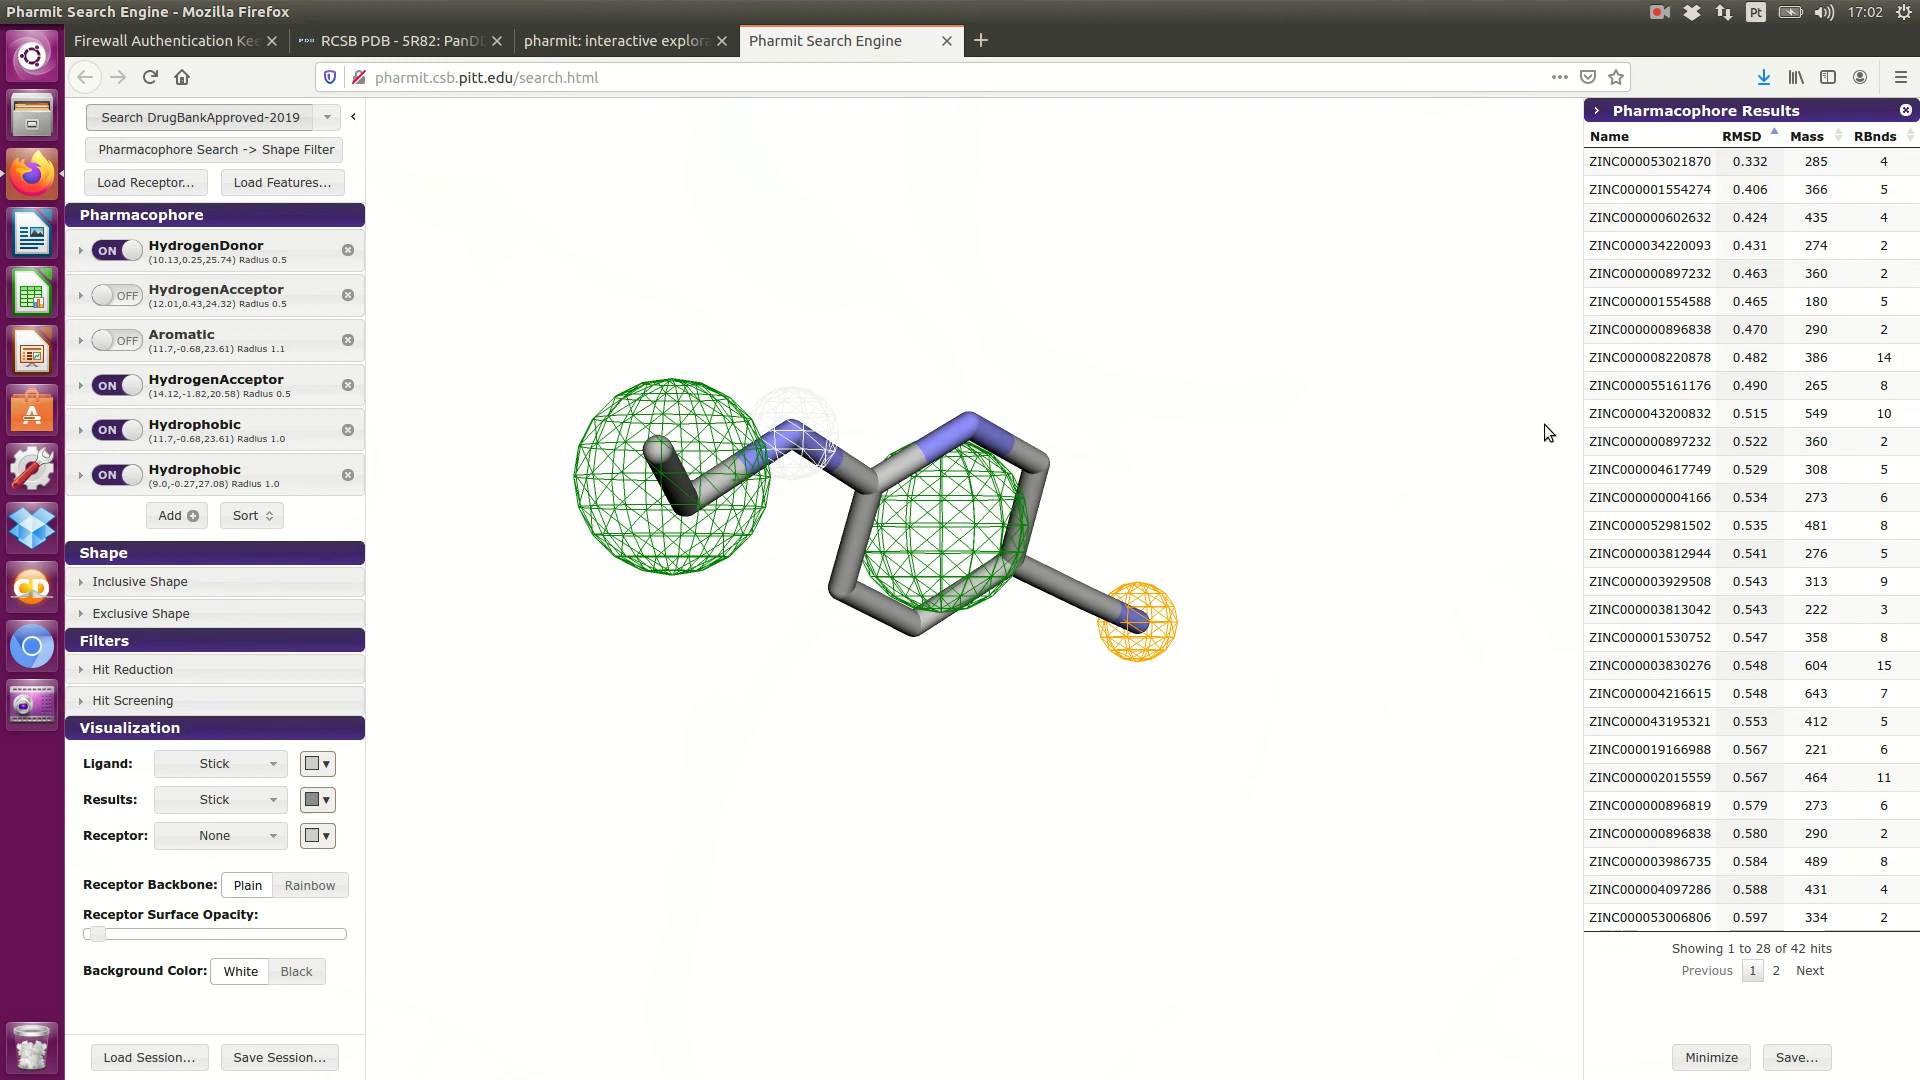 Pharmit Search Engine - Mozilla Firefox
Pt
17:02
Firewall Authentication Kee
RCSB PDB - 5R82: PanDD
pharmit: interactive explora
Pharmit Search Engine
pharmit.csb.pitt.edu/search.html
Search DrugBankApproved-2019
Pharmacophore Search -> Shape Filter
Load Receptor...
Load Features...
Pharmacophore
ON
HydrogenDonor
(10.13,0.25,25.74) Radius 0.5
OFF
HydrogenAcceptor
(12.01,0.43,24.32) Radius 0.5
OFF
Aromatic
(11.7,-0.68,23.61) Radius 1.1
ON
HydrogenAcceptor
(14.12,-1.82,20.58) Radius 0.5
ON
Hydrophobic
(11.7,-0.68,23.61) Radius 1.0
ON
Hydrophobic
(9.0,-0.27,27.08) Radius 1.0
Add
Sort
Shape
Inclusive Shape
Exclusive Shape
Filters
Hit Reduction
Hit Screening
Visualization
Ligand:
Stick
Results:
Stick
Receptor:
None
Receptor Backbone:
Plain
Rainbow
Receptor Surface Opacity:
Background Color:
White
Black
Load Session...
Save Session...
Pharmacophore Results
Name RMSD Mass RBnds
ZINC000053021870 0.332 285 4
ZINC000001554274 0.406 366 5
ZINC000000602632 0.424 435 4
ZINC000034220093 0.431 274 2
ZINC000000897232 0.463 360 2
ZINC000001554588 0.465 180 5
ZINC000000896838 0.470 290 2
ZINC000008220878 0.482 386 14
ZINC000055161176 0.490 265 8
ZINC000043200832 0.515 549 10
ZINC000000897232 0.522 360 2
ZINC000004617749 0.529 308 5
ZINC000000004166 0.534 273 6
ZINC000052981502 0.535 481 8
ZINC000003812944 0.541 276 5
ZINC000003929508 0.543 313 9
ZINC000003813042 0.543 222 3
ZINC000001530752 0.547 358 8
ZINC000003830276 0.548 604 15
ZINC000004216615 0.548 643 7
ZINC000043195321 0.553 412 5
ZINC000019166988 0.567 221 6
ZINC000002015559 0.567 464 11
ZINC000000896819 0.579 273 6
ZINC000000896838 0.580 290 2
ZINC000003986735 0.584 489 8
ZINC000004097286 0.588 431 4
ZINC000053006806 0.597 334 2
Showing 1 to 28 of 42 hits
Previous 1 2 Next
Minimize
Save...